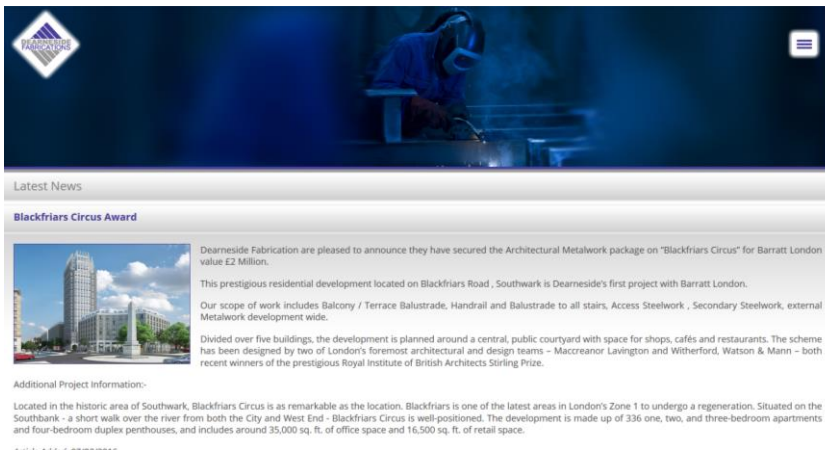 DEARNESIDE
FABRICATIONS
Latest News
Blackfriars Circus Award
Dearneside Fabrication are pleased to announce they have secured the Architectural Metalwork package on "Blackfriars Circus" for Barratt London
value £2 Million.
This prestigious residential development located on Blackfriars Road , Southwark is Dearneside's first project with Barratt London.
Our scope of work includes Balcony / Terrace Balustrade, Handrail and Balustrade to all stairs, Access Steelwork , Secondary Steelwork, external
Metalwork development wide.
Divided over five buildings, the development is planned around a central, public courtyard with space for shops, cafés and restaurants. The scheme
has been designed by two of London's foremost architectural and design teams – Maccreanor Lavington and Witherford, Watson & Mann – both
recent winners of the prestigious Royal Institute of British Architects Stirling Prize.
Additional Project Information:-
Located in the historic area of Southwark, Blackfriars Circus is as remarkable as the location. Blackfriars is one of the latest areas in London's Zone 1 to undergo a regeneration. Situated on the
Southbank - a short walk over the river from both the City and West End - Blackfriars Circus is well-positioned. The development is made up of 336 one, two, and three-bedroom apartments
and four-bedroom duplex penthouses, and includes around 35,000 sq. ft. of office space and 16,500 sq. ft. of retail space.